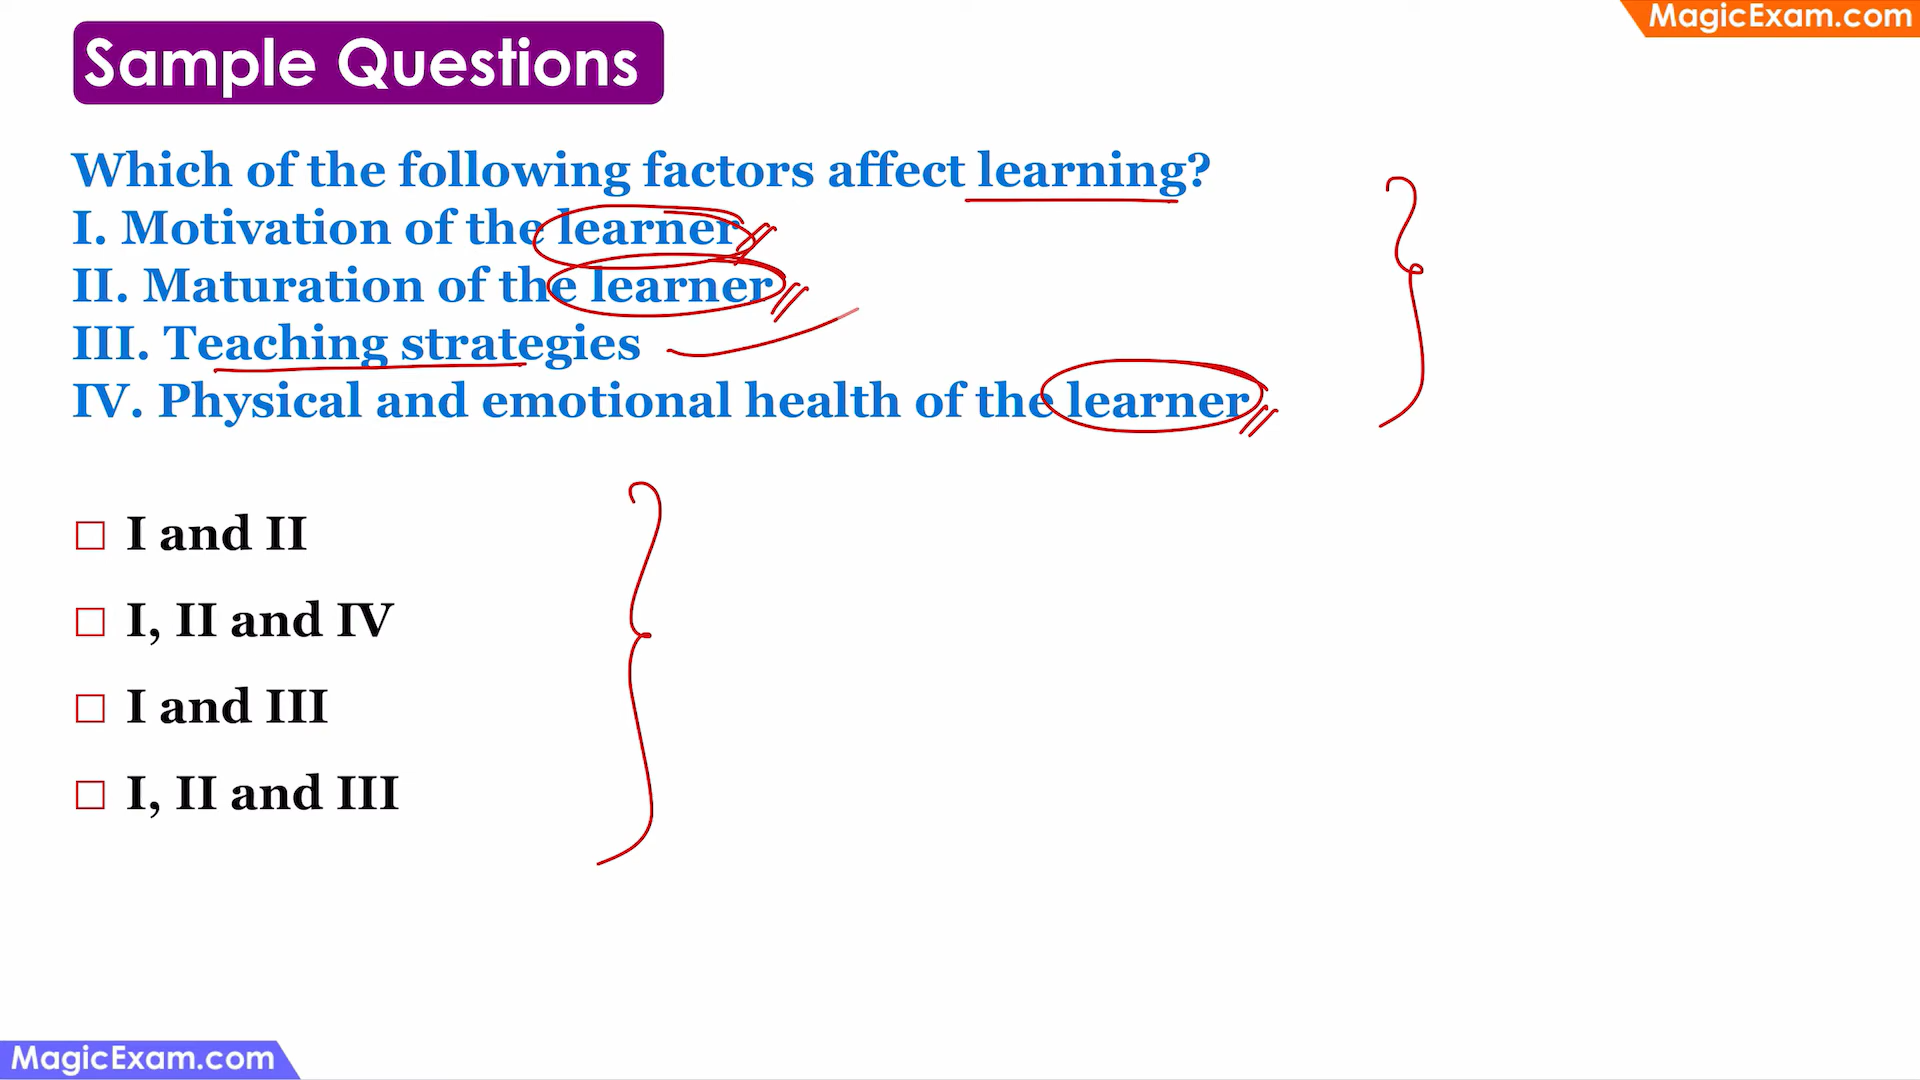 MagicExam.com
Sample Questions
Which of the following factors affect learning?
I. Motivation of the learner
II. Maturation of the learner
III. Teaching strategies
IV. Physical and emotional health of the learner
I and II
I, II and IV
I and III
I, II and III
MagicExam.com